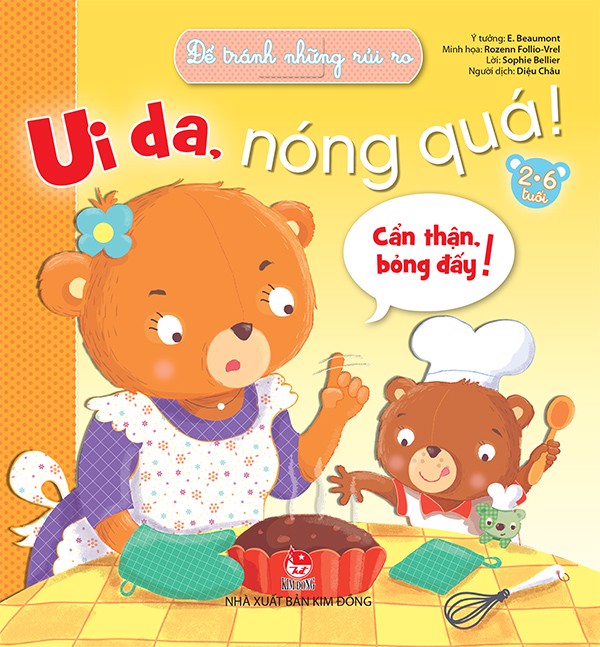 Ý tưởng: E. Beaumont
Minh họa: Rozenn Follio-Vrel
Lời: Sophie Bellier
Người dịch: Diệu Châu
Để tránh những rủi ro
Ui da, nóng quá!
2•6
tuổi
Cẩn thận,
bỏng đấy!
KIM ĐỒNG
NHÀ XUẤT BẢN KIM ĐỒNG